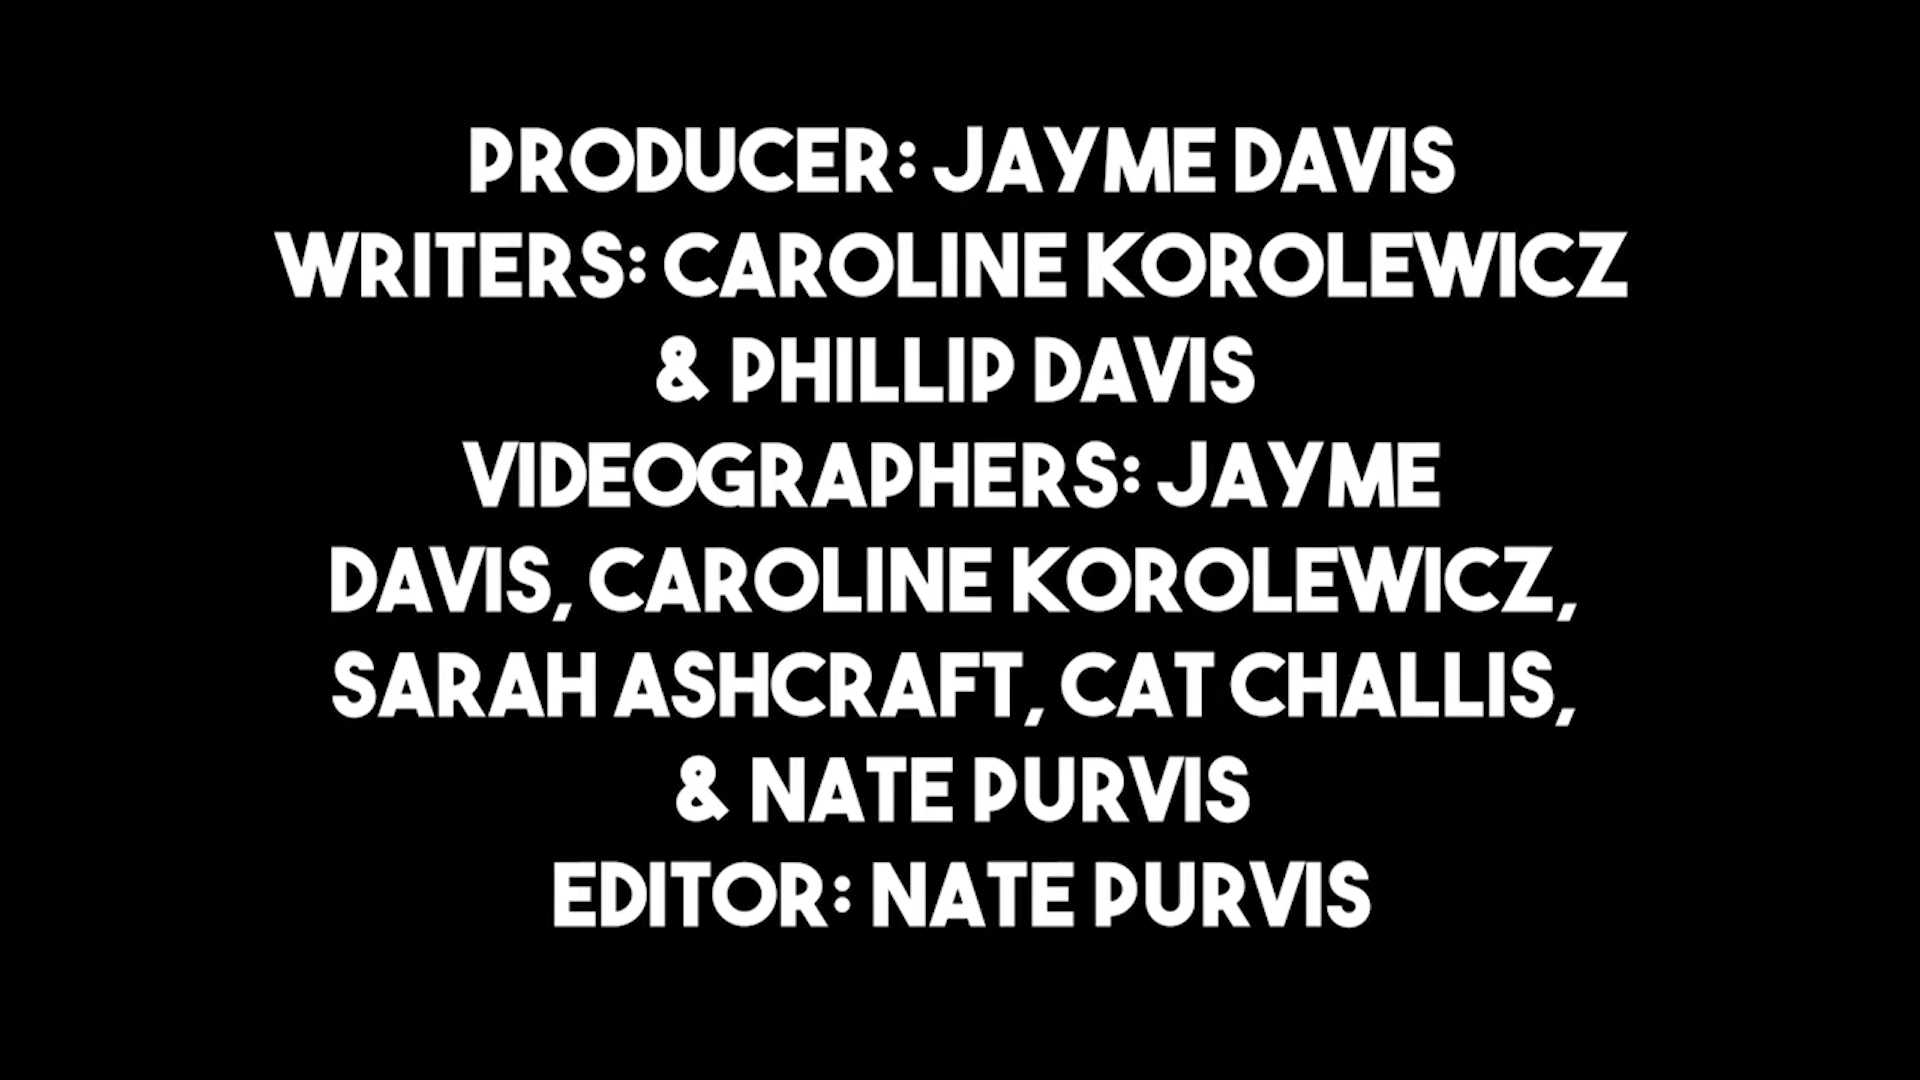 PRODUCER: JAYME DAVIS
WRITERS: CAROLINE KOROLEWICZ
& PHILLIP DAVIS
VIDEOGRAPHERS: JAYME
DAVIS, CAROLINE KOROLEWICZ,
SARAH ASHCRAFT, CAT CHALLIS,
& NATE PURVIS
EDITOR: NATE PURVIS